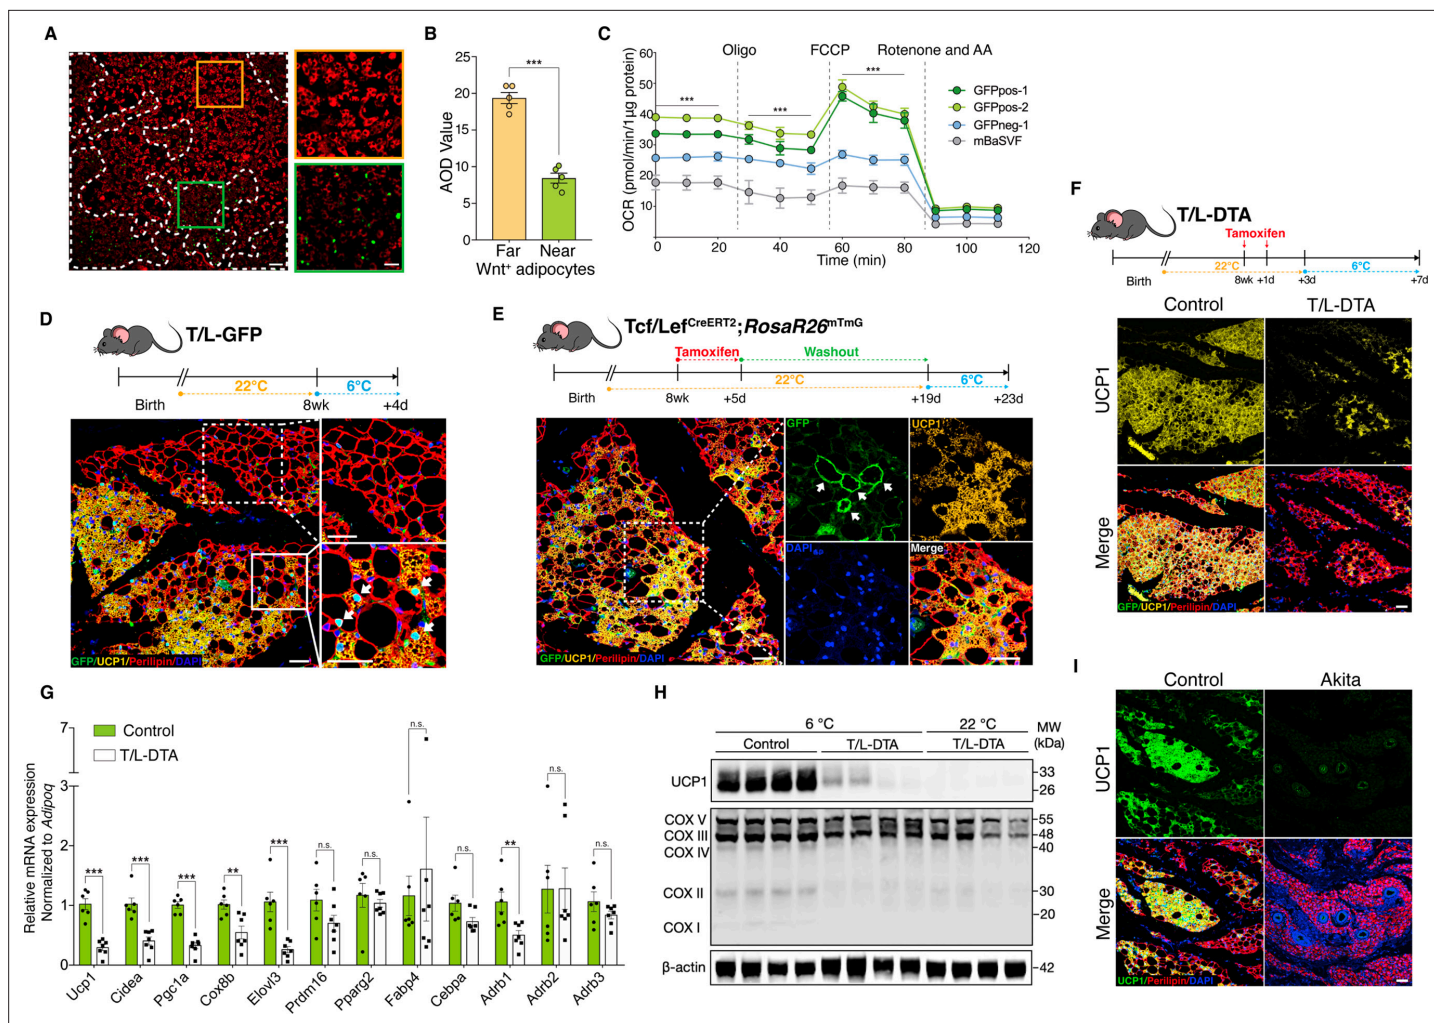 A
B
AOD Value
25
20
15
10
5
0
***
Far
Near
Wnt⁺ adipocytes
C
OCR (pmol/min/1µg protein)
60
50
40
30
20
10
Oligo
FCCP
Rotenone and AA
***
***
***
GFPpos-1
GFPpos-2
GFPneg-1
mBaSVF
0
20
40
60
80
100
120
Time (min)
D
T/L-GFP
22°C
6°C
Birth
8wk
+4d
GFP/UCP1/Perilipin/DAPI
E
Tcf/Lef^CreERT2;RosaR26^mTmG
Tamoxifen
Washout
22°C
6°C
Birth
8wk
+5d
+19d
+23d
GFP
UCP1
DAPI
Merge
GFP/UCP1/Perilipin/DAPI
F
T/L-DTA
Tamoxifen
22°C
6°C
Birth
8wk
+1d
+3d
+7d
Control
T/L-DTA
UCP1
Merge
GFP/UCP1/Perilipin/DAPI
G
Relative mRNA expression
Normalized to Adipoq
7
3
2
1
0
Control
T/L-DTA
***
***
***
**
***
n.s.
n.s.
n.s.
n.s.
**
n.s.
n.s.
Ucp1
Cidea
Pgc1a
Cox8b
Elovl3
Prdm16
Pparg2
Fabp4
Cebpa
Adrb1
Adrb2
Adrb3
H
6 °C
22 °C
MW
(kDa)
Control
T/L-DTA
T/L-DTA
UCP1
33
26
COX V
55
COX III
48
COX IV
40
COX II
30
20
COX I
β-actin
42
I
Control
Akita
UCP1
Merge
UCP1/Perilipin/DAPI